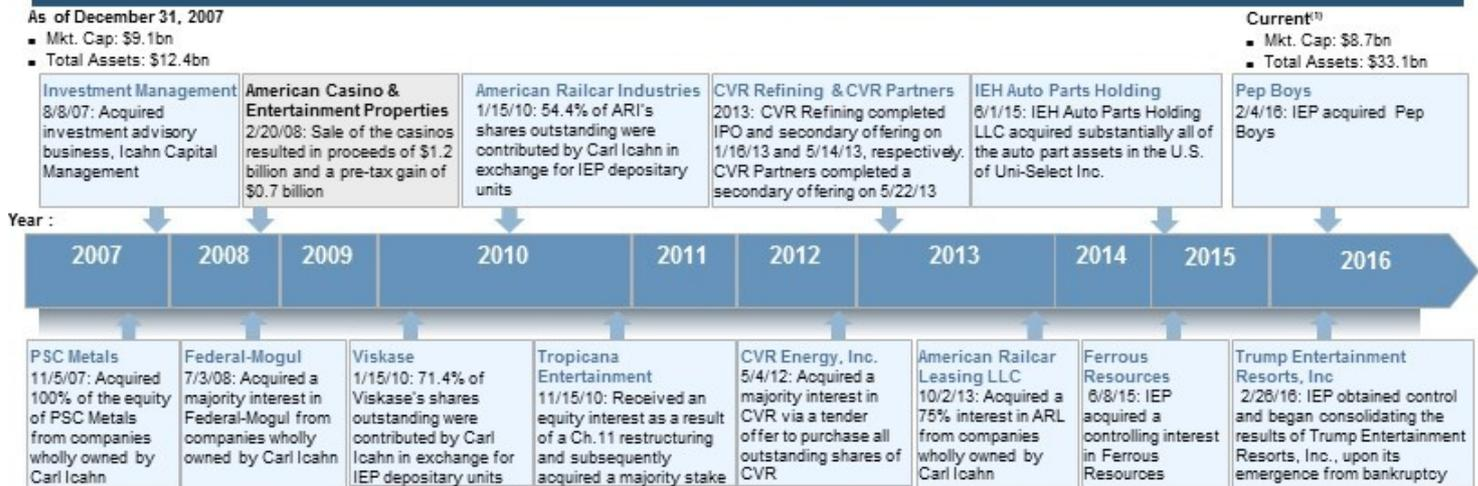 As of December 31, 2007
▪ Mkt. Cap: $9.1bn
▪ Total Assets: $12.4bn
Current(1)
▪ Mkt. Cap: $8.7bn
▪ Total Assets: $33.1bn
Investment Management
8/8/07: Acquired
investment advisory
business, Icahn Capital
Management
American Casino &
Entertainment Properties
2/20/08: Sale of the casinos
resulted in proceeds of $1.2
billion and a pre-tax gain of
$0.7 billion
American Railcar Industries
1/15/10: 54.4% of ARI's
shares outstanding were
contributed by Carl Icahn in
exchange for IEP depositary
units
CVR Refining & CVR Partners
2013: CVR Refining completed
IPO and secondary offering on
1/16/13 and 5/14/13, respectively.
CVR Partners completed a
secondary offering on 5/22/13
IEH Auto Parts Holding
6/1/15: IEH Auto Parts Holding
LLC acquired substantially all of
the auto part assets in the U.S.
of Uni-Select Inc.
Pep Boys
2/4/16: IEP acquired Pep
Boys
Year :
2007
2008
2009
2010
2011
2012
2013
2014
2015
2016
PSC Metals
11/5/07: Acquired
100% of the equity
of PSC Metals
from companies
wholly owned by
Carl Icahn
Federal-Mogul
7/3/08: Acquired a
majority interest in
Federal-Mogul from
companies wholly
owned by Carl Icahn
Viskase
1/15/10: 71.4% of
Viskase's shares
outstanding were
contributed by Carl
Icahn in exchange for
IEP depositary units
Tropicana
Entertainment
11/15/10: Received an
equity interest as a result
of a Ch.11 restructuring
and subsequently
acquired a majority stake
CVR Energy, Inc.
5/4/12: Acquired a
majority interest in
CVR via a tender
offer to purchase all
outstanding shares of
CVR
American Railcar
Leasing LLC
10/2/13: Acquired a
75% interest in ARL
from companies
wholly owned by
Carl Icahn
Ferrous
Resources
6/8/15: IEP
acquired a
controlling interest
in Ferrous
Resources
Trump Entertainment
Resorts, Inc
2/26/16: IEP obtained control
and began consolidating the
results of Trump Entertainment
Resorts, Inc., upon its
emergence from bankruptcy